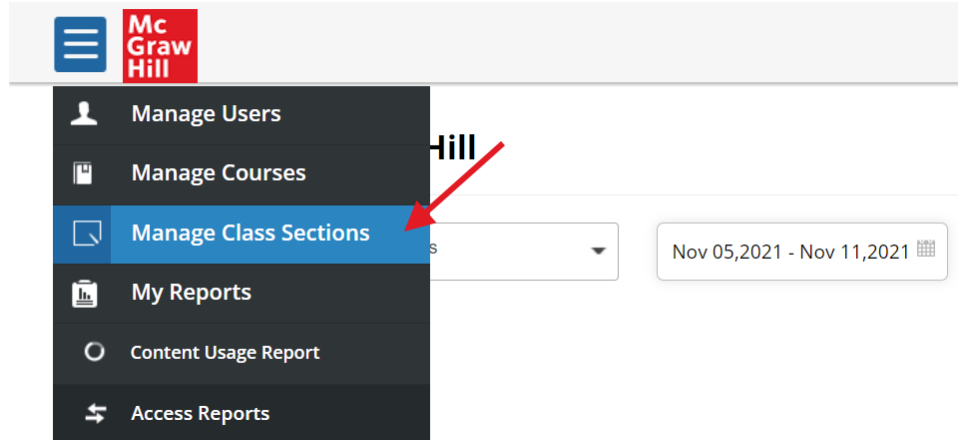 Mc
Graw
Hill
Manage Users
Hill
Manage Courses
Manage Class Sections
s
Nov 05,2021 - Nov 11,2021
My Reports
Content Usage Report
Access Reports